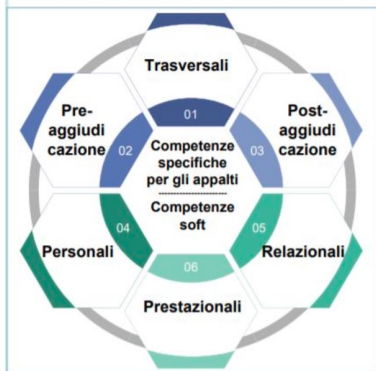 Trasversali
01
Pre-
aggiudi
cazione
02
Post-
aggiudi
cazione
03
Competenze
specifiche
per gli appalti
Competenze
soft
Personali
04
Relazionali
05
06
Prestazionali